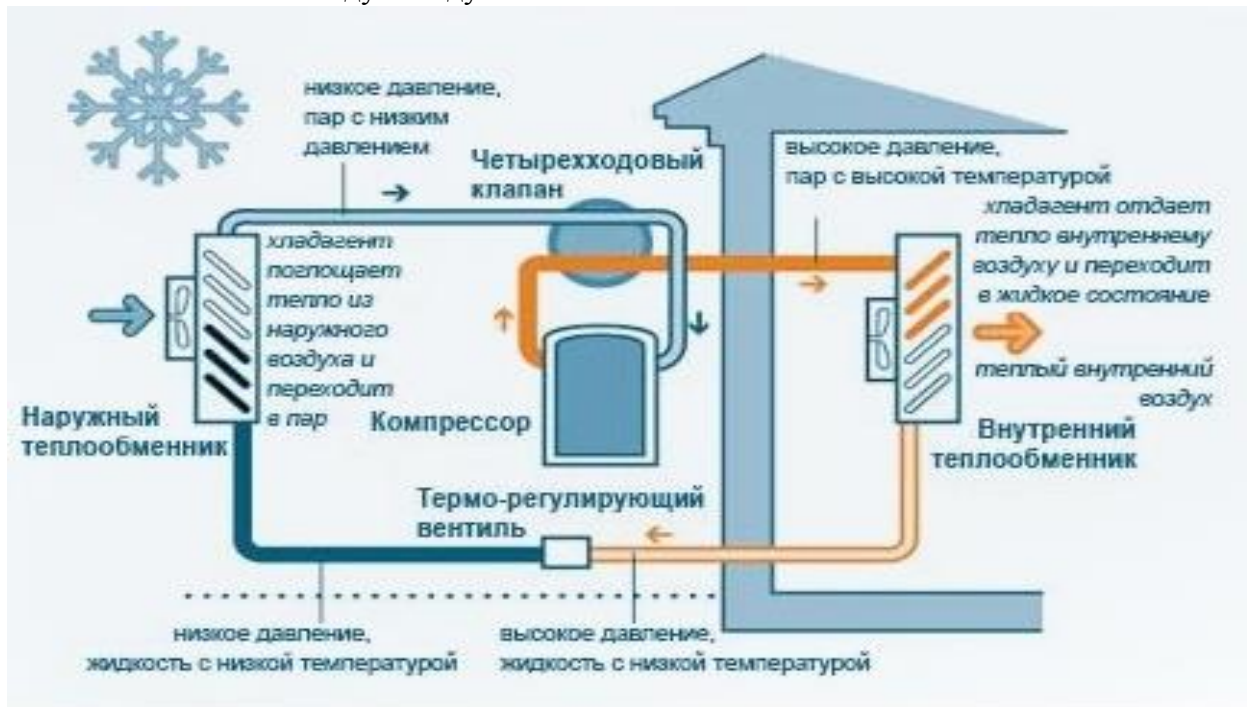 низкое давление,
пар с низким
давлением
Четырехходовый
клапан
высокое давление,
пар с высокой температурой
хладагент отдает
тепло внутреннему
воздуху и переходит
в жидкое состояние
хладагент
поглощает
тепло из
наружного
воздуха и
переходит
в пар
теплый внутренний
воздух
Наружный
теплообменник
Компрессор
Внутренний
теплообменник
Термо-регулирующий
вентиль
низкое давление,
жидкость с низкой температурой
высокое давление,
жидкость с низкой температурой